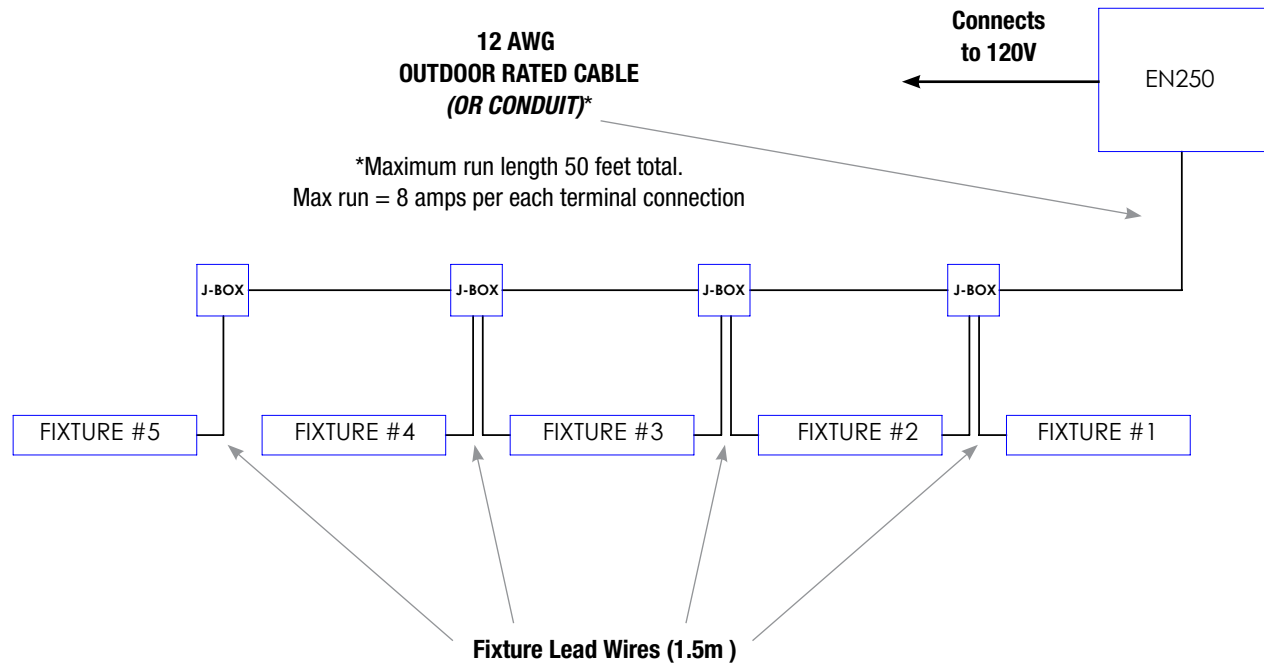 12 AWG
OUTDOOR RATED CABLE
(OR CONDUIT)*
Connects
to 120V
EN250
*Maximum run length 50 feet total.
Max run = 8 amps per each terminal connection
J-BOX
J-BOX
J-BOX
J-BOX
FIXTURE #5
FIXTURE #4
FIXTURE #3
FIXTURE #2
FIXTURE #1
Fixture Lead Wires (1.5m )